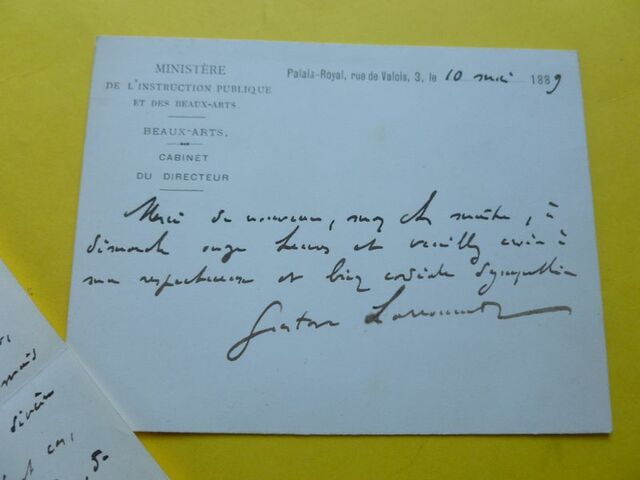 MINISTÈRE
DE L'INSTRUCTION PUBLIQUE
ET DES BEAUX-ARTS
BEAUX-ARTS.
CABINET
DU DIRECTEUR
Palais-Royal, rue de Valois, 3, le 10 mai 1889
Merci de nouveau, mon cher maître, à
dimanche onze heures et veuillez croire à
ma respectueuse et bien cordiale sympathie
Gustave Larroumet
mais